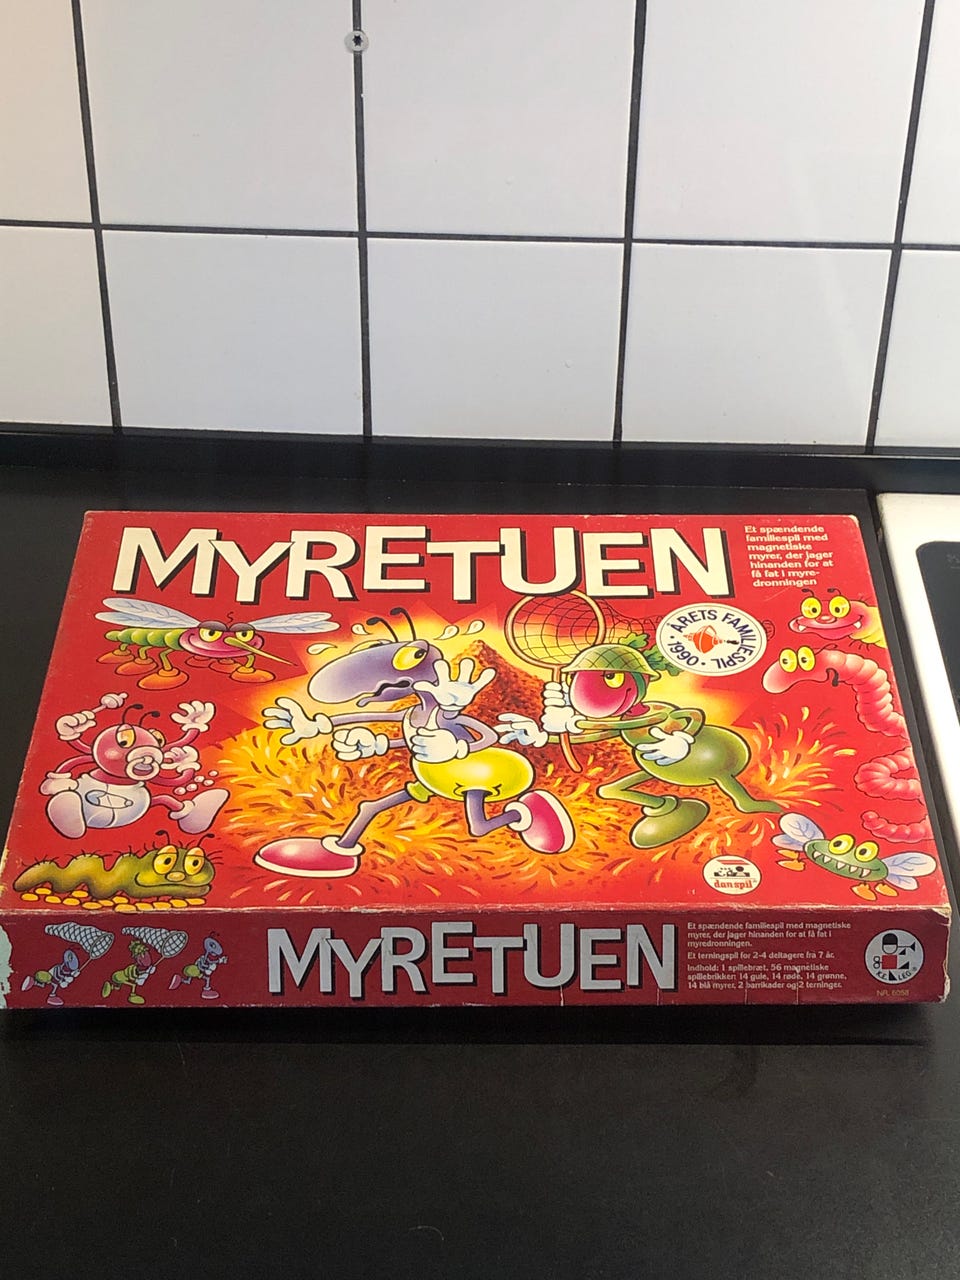 MYRETUEN
Et spændende
familiespil med
magnetiske
myrer, der jager
hinanden for at
få fat i myre-
dronningen
ÅRETS FAMILIESPIL · 1990 ·
danspil
MYRETUEN
Et spændende familiespil med magnetiske
myrer, der jager hinanden for at få fat i
myredronningen.
Et terningspil for 2-4 deltagere fra 7 år.
Indhold: 1 spillebræt, 56 magnetiske
spillebrikker: 14 gule, 14 røde, 14 grønne,
14 blå myrer, 2 barrikader og 2 terninger.
K.E. LEG
NR. 6058